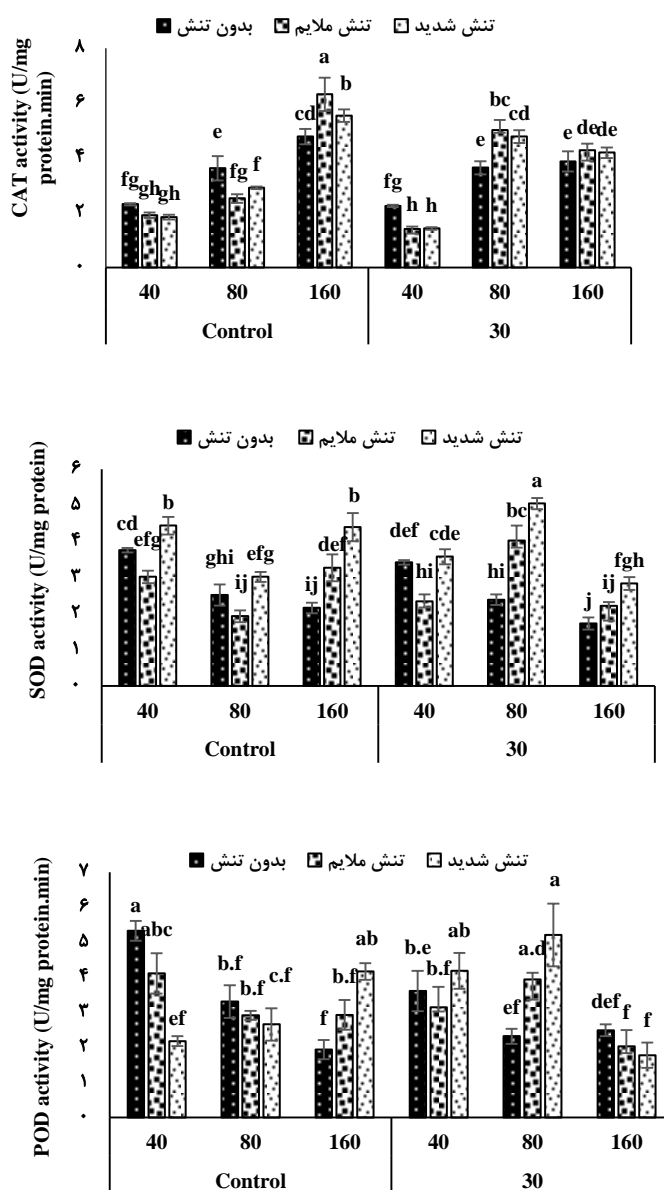 بدون تنش تنش ملایم تنش شدید
CAT activity (U/mg
protein.min)
۸
۶
۴
۲
۰
fg gh gh e fg f cd a b fg h h e bc cd e de de
40 80 160 40 80 160
Control 30
بدون تنش تنش ملایم تنش شدید
SOD activity (U/mg protein)
۶
۵
۴
۳
۲
۱
۰
cd efg b ghi ij efg ij def b def hi cde hi bc a j ij fgh
40 80 160 40 80 160
Control 30
بدون تنش تنش ملایم تنش شدید
POD activity (U/mg protein.min)
۷
۶
۵
۴
۳
۲
۱
۰
a abc ef b.f b.f c.f f b.f ab b.e b.f ab ef a.d a def f f
40 80 160 40 80 160
Control 30